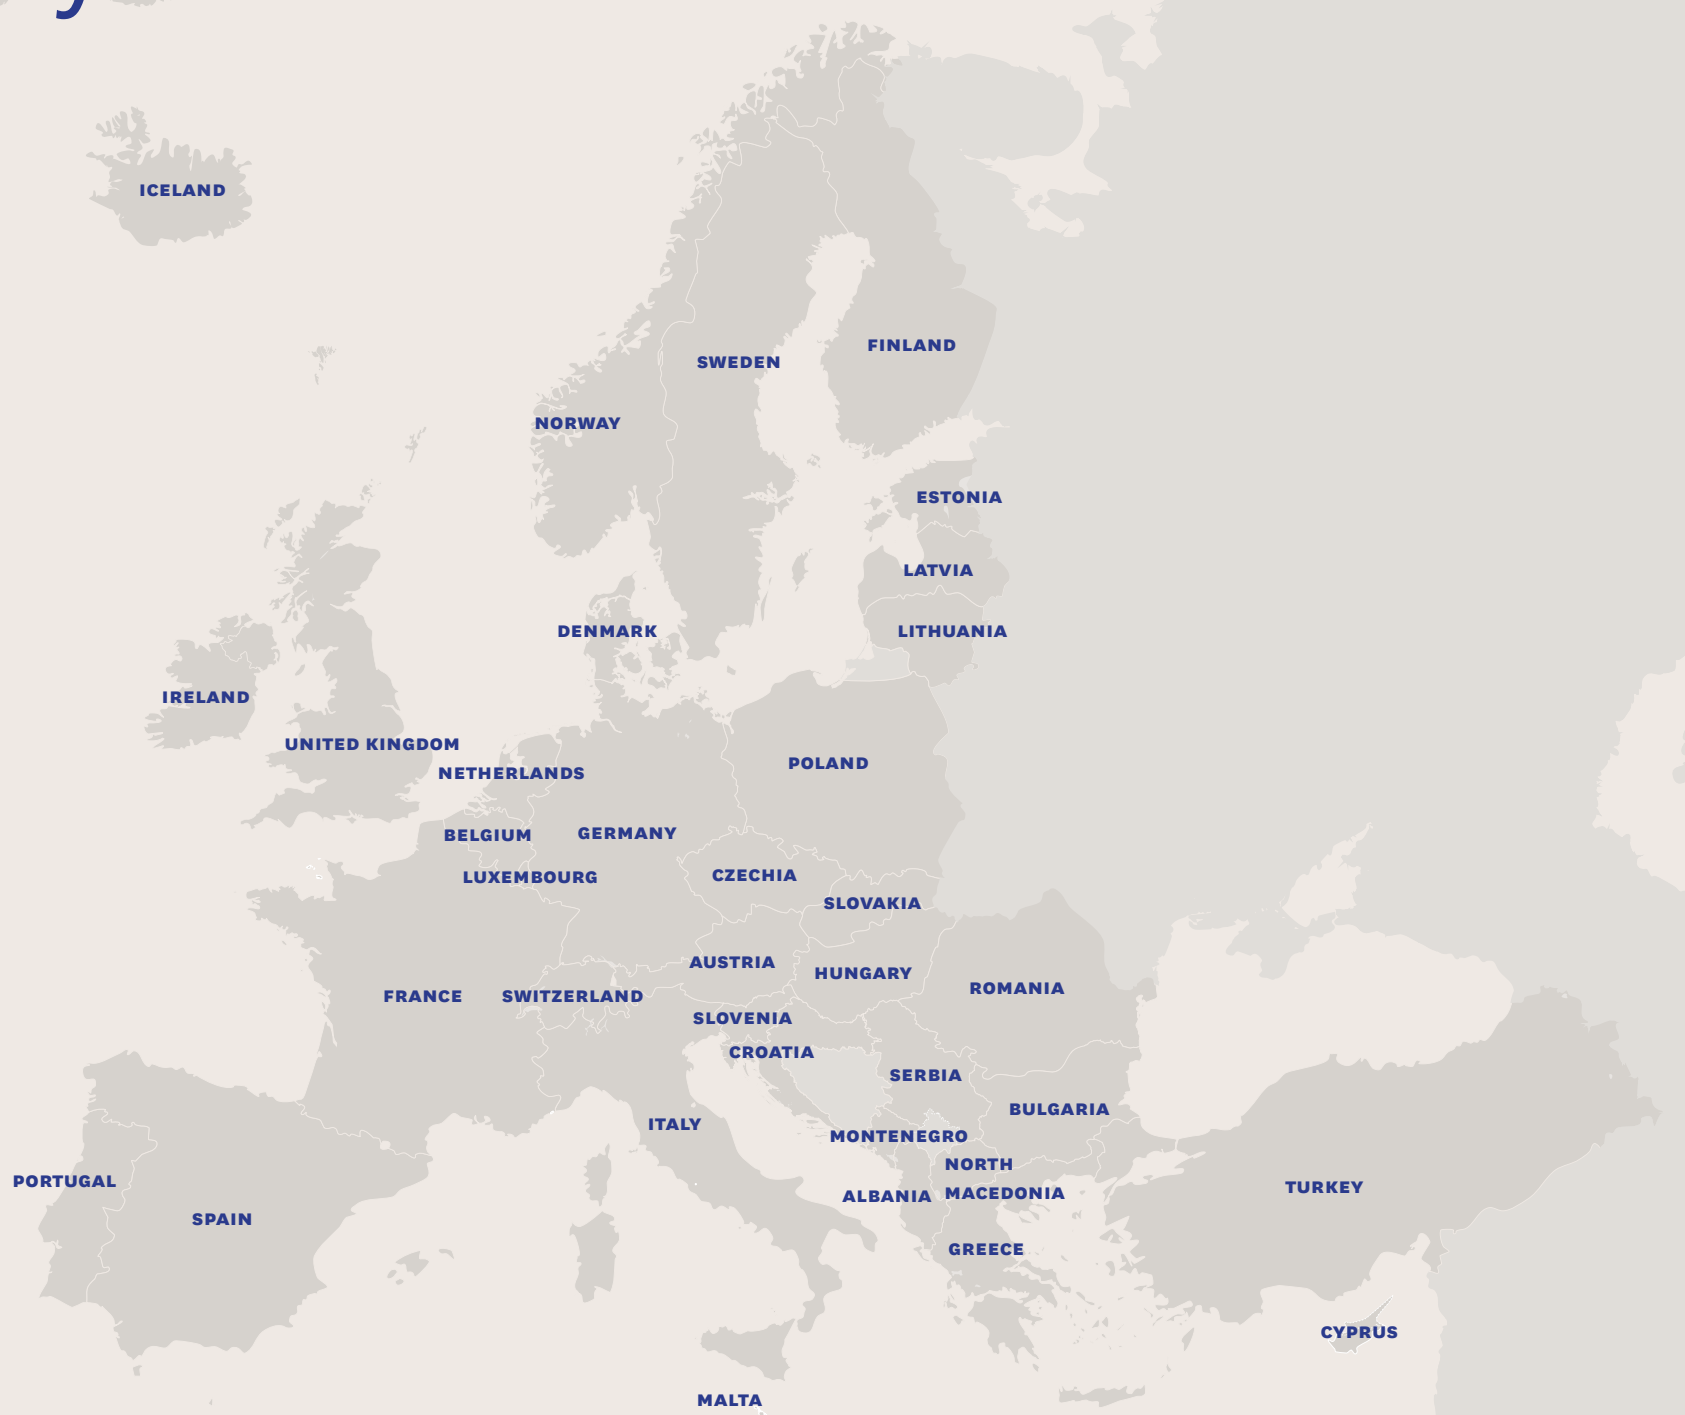 y
ICELAND
FINLAND
SWEDEN
NORWAY
ESTONIA
LATVIA
DENMARK
LITHUANIA
IRELAND
UNITED KINGDOM
POLAND
NETHERLANDS
BELGIUM
GERMANY
CZECHIA
LUXEMBOURG
SLOVAKIA
AUSTRIA
HUNGARY
ROMANIA
FRANCE
SWITZERLAND
SLOVENIA
CROATIA
SERBIA
BULGARIA
ITALY
MONTENEGRO
NORTH
MACEDONIA
PORTUGAL
TURKEY
ALBANIA
SPAIN
GREECE
CYPRUS
MALTA